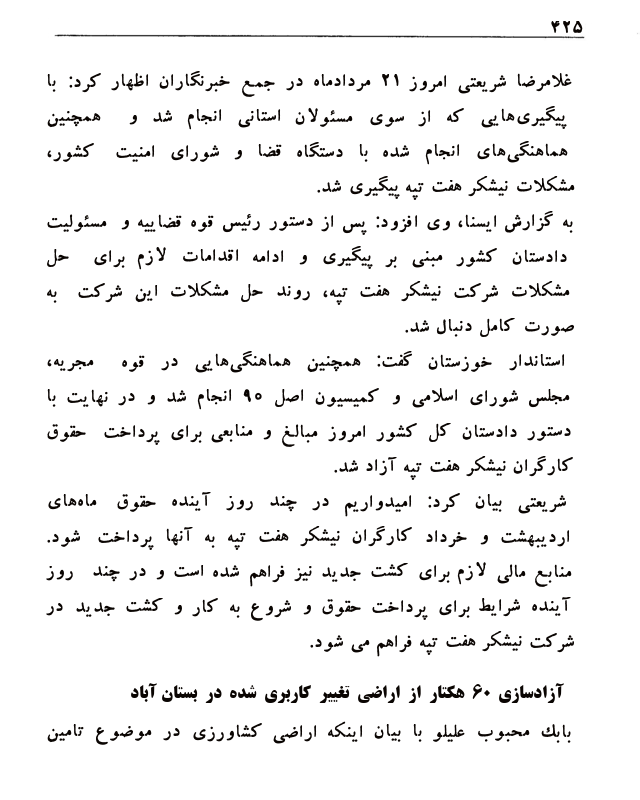 ۴۲۵
غلامرضا شریعتی امروز ۲۱ مردادماه در جمع خبرنگاران اظهار کرد: با
پیگیری‌هایی که از سوی مسئولان استانی انجام شد و همچنین
هماهنگی‌های انجام شده با دستگاه قضا و شورای امنیت کشور،
مشکلات نیشکر هفت تپه پیگیری شد.
به گزارش ایسنا، وی افزود: پس از دستور رئیس قوه قضاییه و مسئولیت
دادستان کشور مبنی بر پیگیری و ادامه اقدامات لازم برای حل
مشکلات شرکت نیشکر هفت تپه، روند حل مشکلات این شرکت به
صورت کامل دنبال شد.
استاندار خوزستان گفت: همچنین هماهنگی‌هایی در قوه مجریه،
مجلس شورای اسلامی و کمیسیون اصل ۹۰ انجام شد و در نهایت با
دستور دادستان کل کشور امروز مبالغ و منابعی برای پرداخت حقوق
کارگران نیشکر هفت تپه آزاد شد.
شریعتی بیان کرد: امیدواریم در چند روز آینده حقوق ماه‌های
اردیبهشت و خرداد کارگران نیشکر هفت تپه به آنها پرداخت شود.
منابع مالی لازم برای کشت جدید نیز فراهم شده است و در چند روز
آینده شرایط برای پرداخت حقوق و شروع به کار و کشت جدید در
شرکت نیشکر هفت تپه فراهم می شود.
آزادسازی ۶۰ هکتار از اراضی تغییر کاربری شده در بستان آباد
بابك محبوب علیلو با بیان اینکه اراضی کشاورزی در موضوع تامین